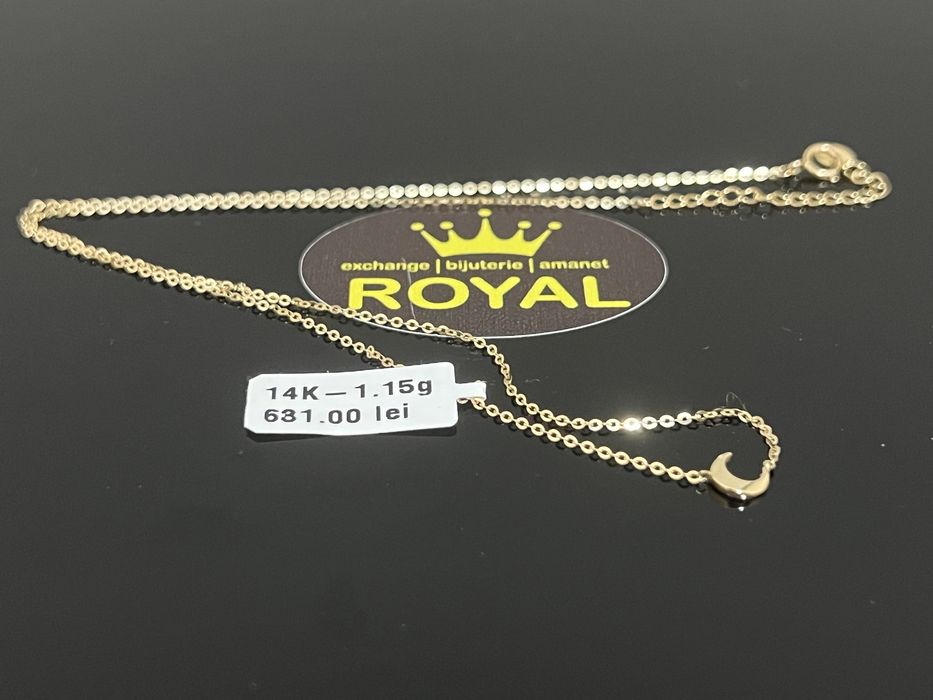 exchange | bijuterie | amanet
ROYAL
14K – 1.15g
631.00 lei